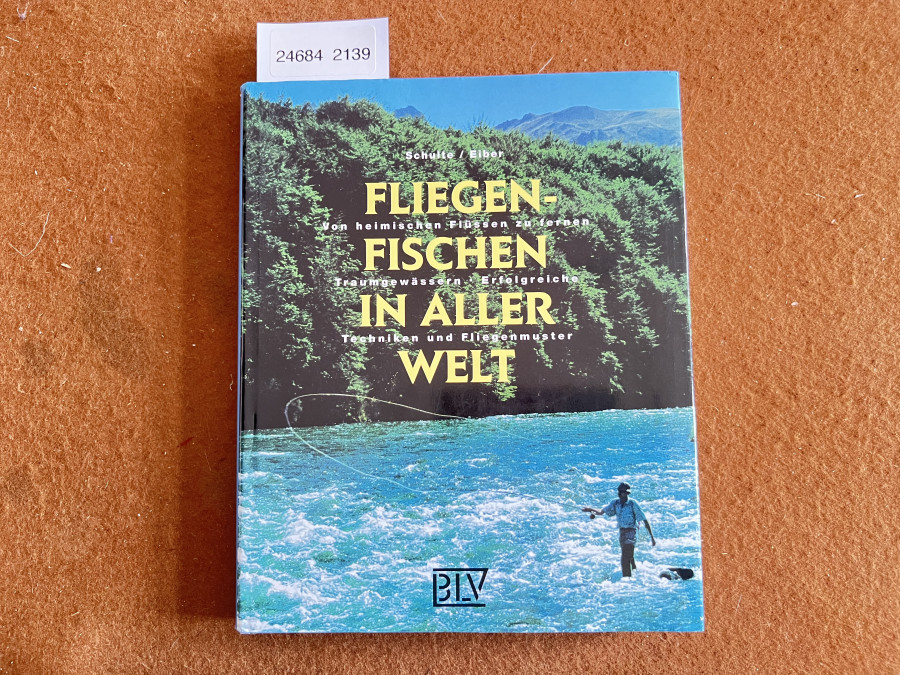 24684 2139
Schulte / Eiber
FLIEGEN-
Von heimischen Flüssen zu fernen
FISCHEN
Traumgewässern · Erfolgreiche
IN ALLER
Techniken und Fliegenmuster
WELT
BLV